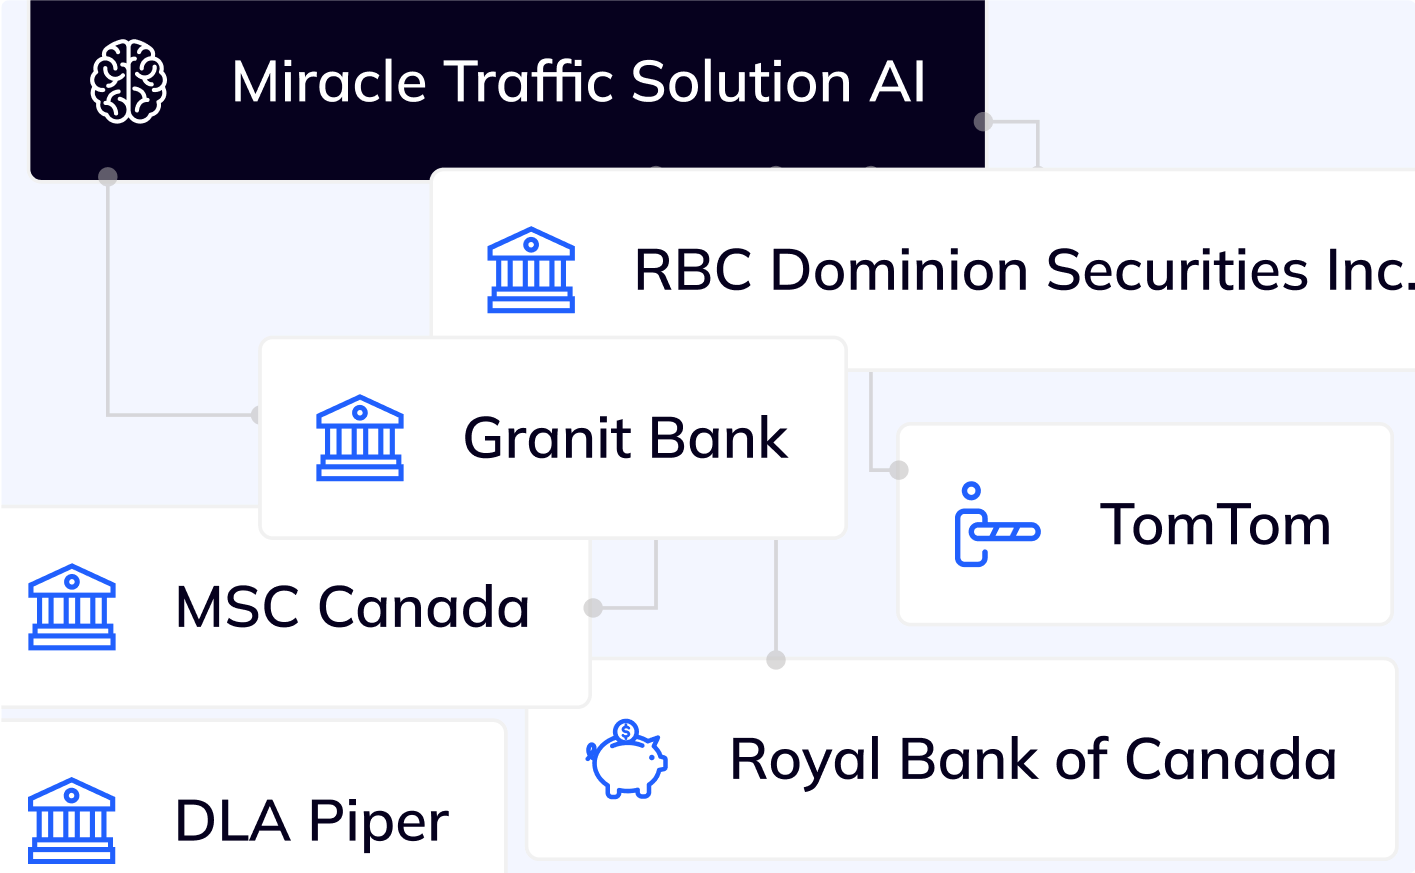 Miracle Traffic Solution AI
RBC Dominion Securities Inc.
Granit Bank
TomTom
MSC Canada
Royal Bank of Canada
DLA Piper